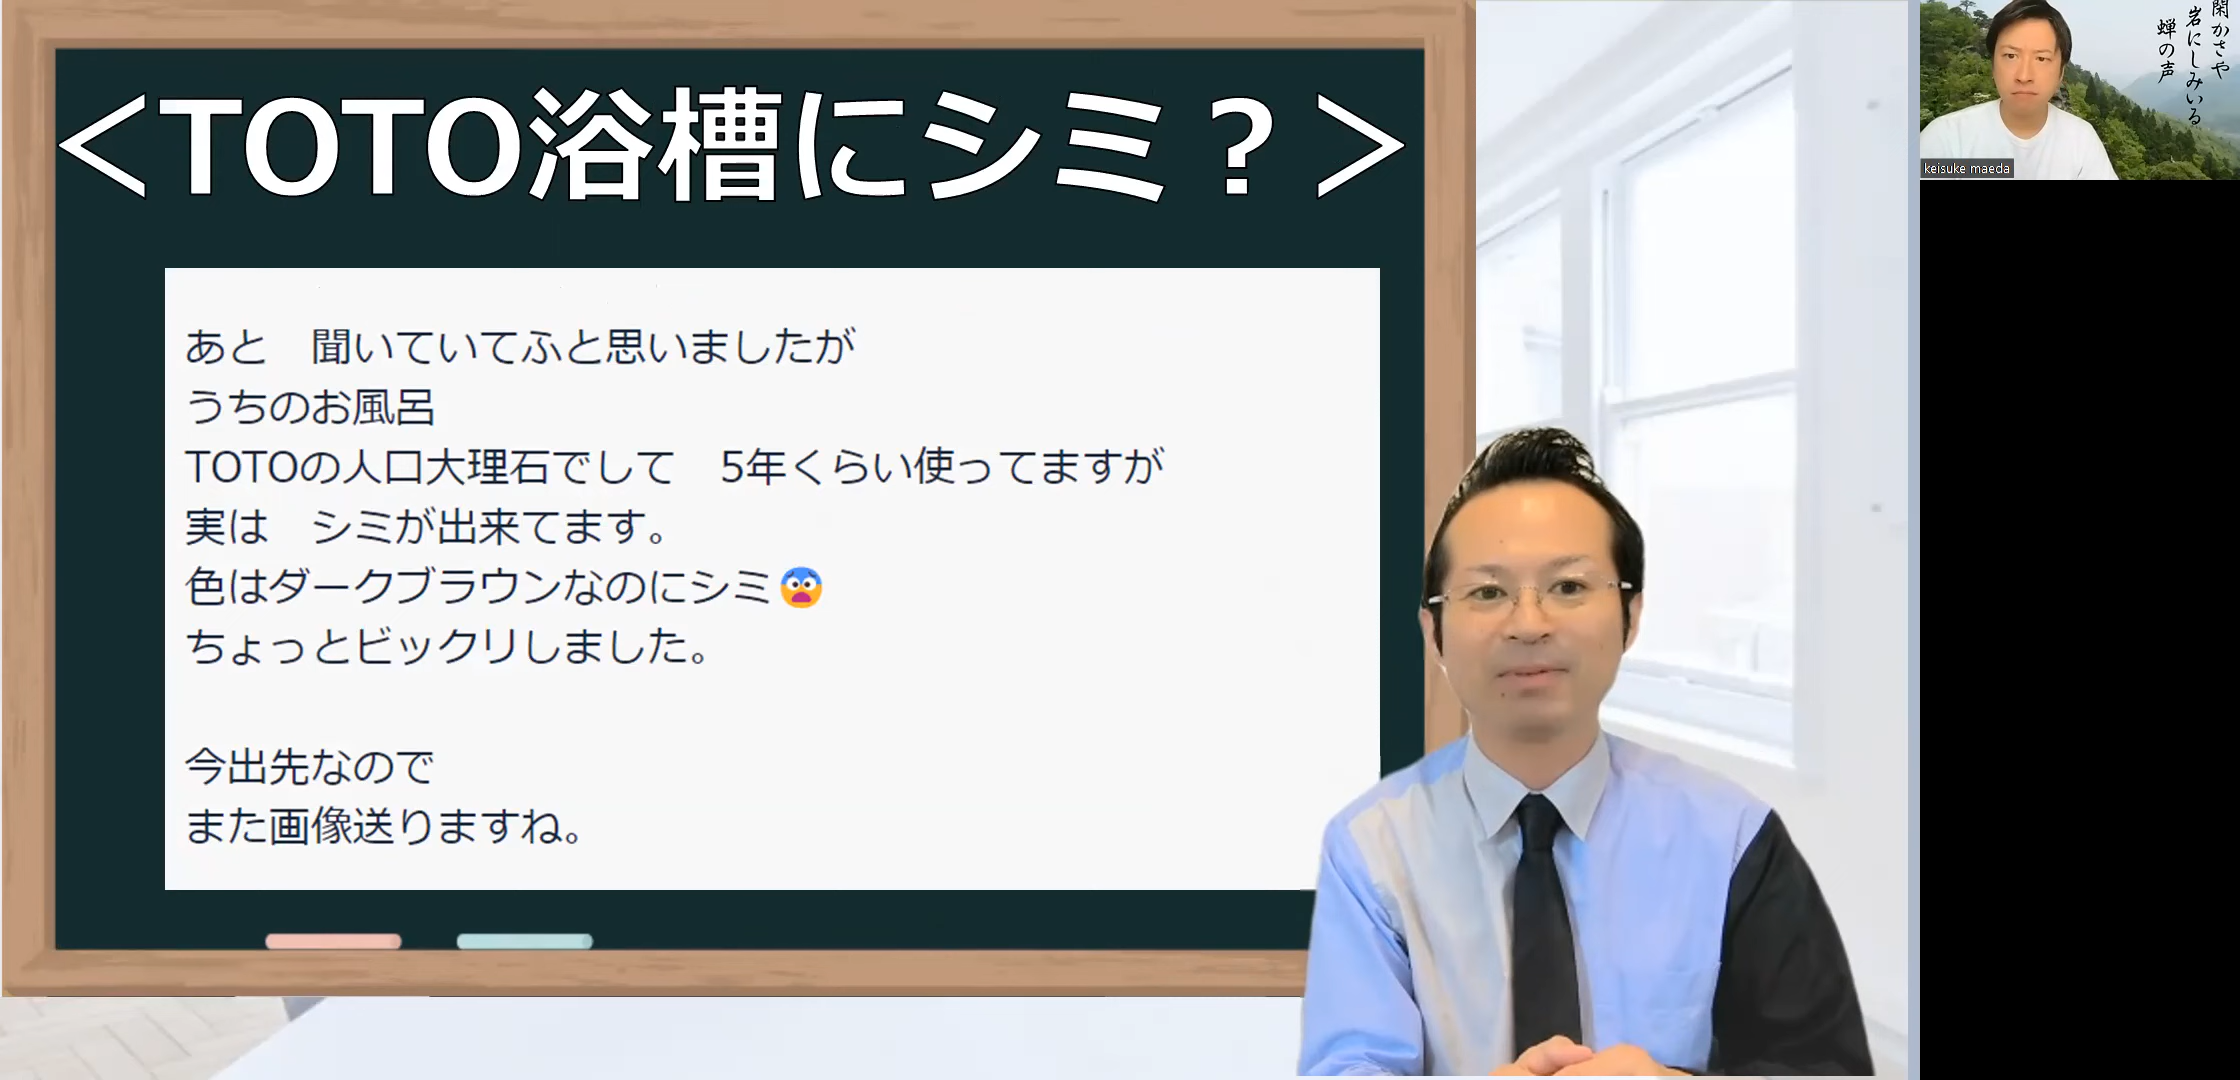 ＜TOTO浴槽にシミ？＞
あと　聞いていてふと思いましたが
うちのお風呂
TOTOの人口大理石でして　5年くらい使ってますが
実は　シミが出来てます。
色はダークブラウンなのにシミ😨
ちょっとビックリしました。
今出先なので
また画像送りますね。
閑かさや
岩にしみいる
蝉の声
keisuke maeda